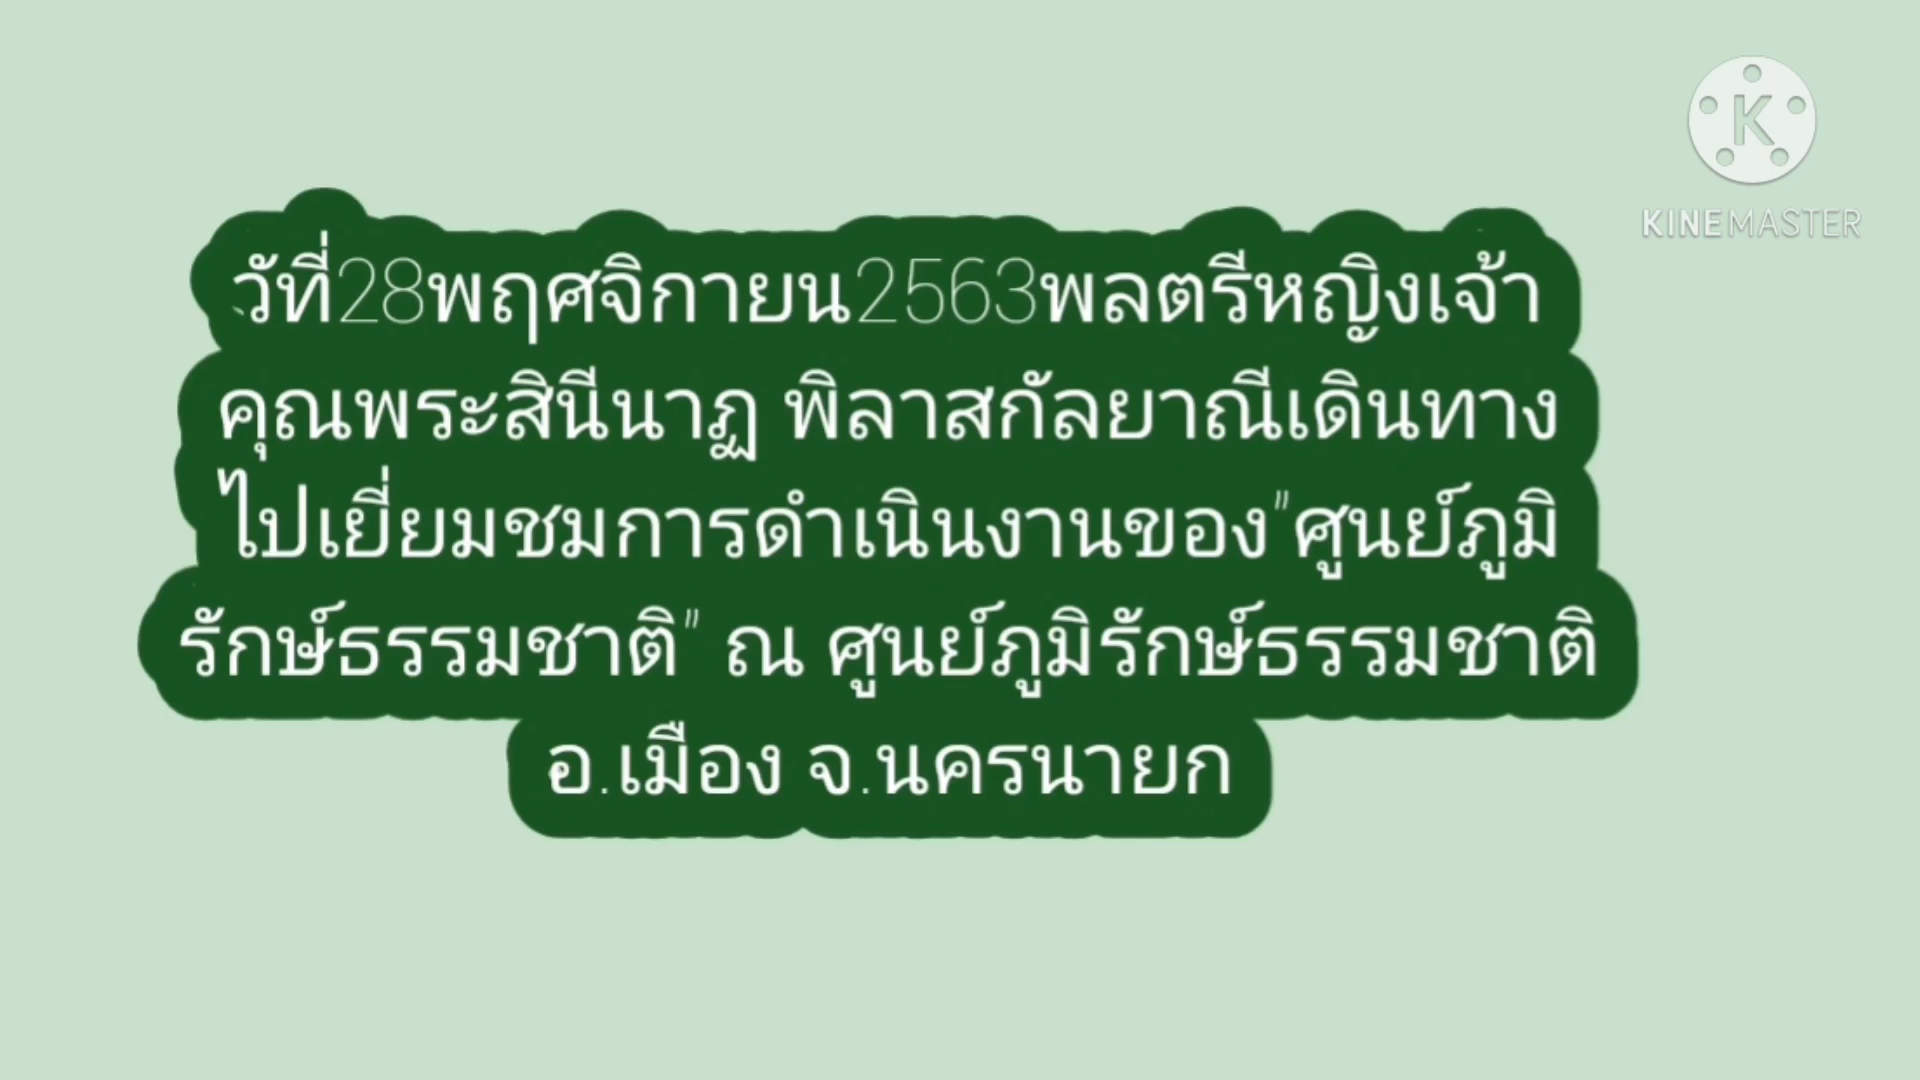 KINEMASTER
วันที่28พฤศจิกายน2563พลตรีหญิงเจ้า
คุณพระสินีนาฏ พิลาสกัลยาณีเดินทาง
ไปเยี่ยมชมการดำเนินงานของ"ศูนย์ภูมิ
รักษ์ธรรมชาติ" ณ ศูนย์ภูมิรักษ์ธรรมชาติ
อ.เมือง จ.นครนายก